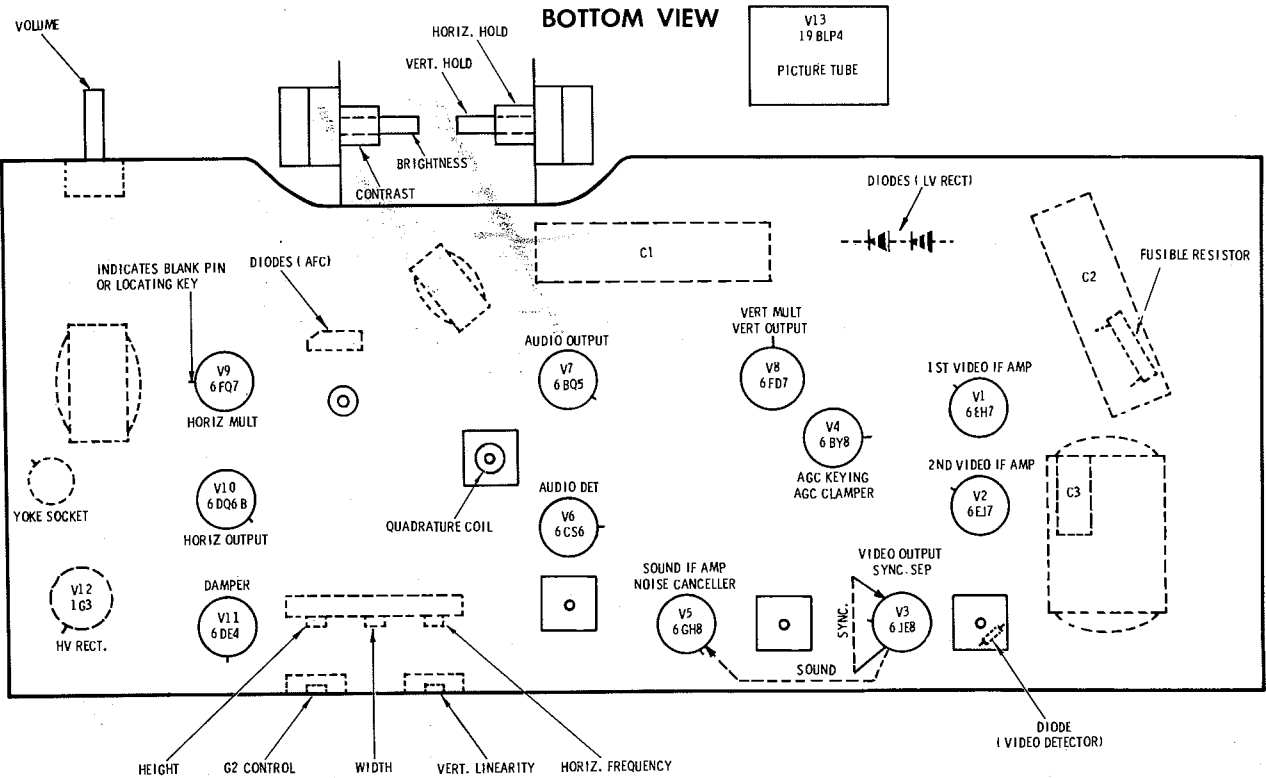 BOTTOM VIEW
V13
19BLP4
PICTURE TUBE
VOLUME
HORIZ. HOLD
VERT. HOLD
BRIGHTNESS
CONTRAST
DIODES ( LV RECT)
C1
C2
FUSIBLE RESISTOR
INDICATES BLANK PIN
OR LOCATING KEY
DIODES ( AFC)
V9
6FQ7
HORIZ MULT
AUDIO OUTPUT
V7
6BQ5
VERT MULT
VERT OUTPUT
V8
6FD7
1ST VIDEO IF AMP
V1
6EH7
V4
6BY8
AGC KEYING
AGC CLAMPER
2ND VIDEO IF AMP
V2
6EJ7
C3
YOKE SOCKET
V10
6DQ6B
HORIZ OUTPUT
QUADRATURE COIL
AUDIO DET
V6
6CS6
V12
1G3
HV RECT.
DAMPER
V11
6DE4
SOUND IF AMP
NOISE CANCELLER
V5
6GH8
VIDEO OUTPUT
SYNC. SEP
V3
6JE8
SYNC.
SOUND
DIODE
( VIDEO DETECTOR)
HEIGHT
G2 CONTROL
WIDTH
VERT. LINEARITY
HORIZ. FREQUENCY